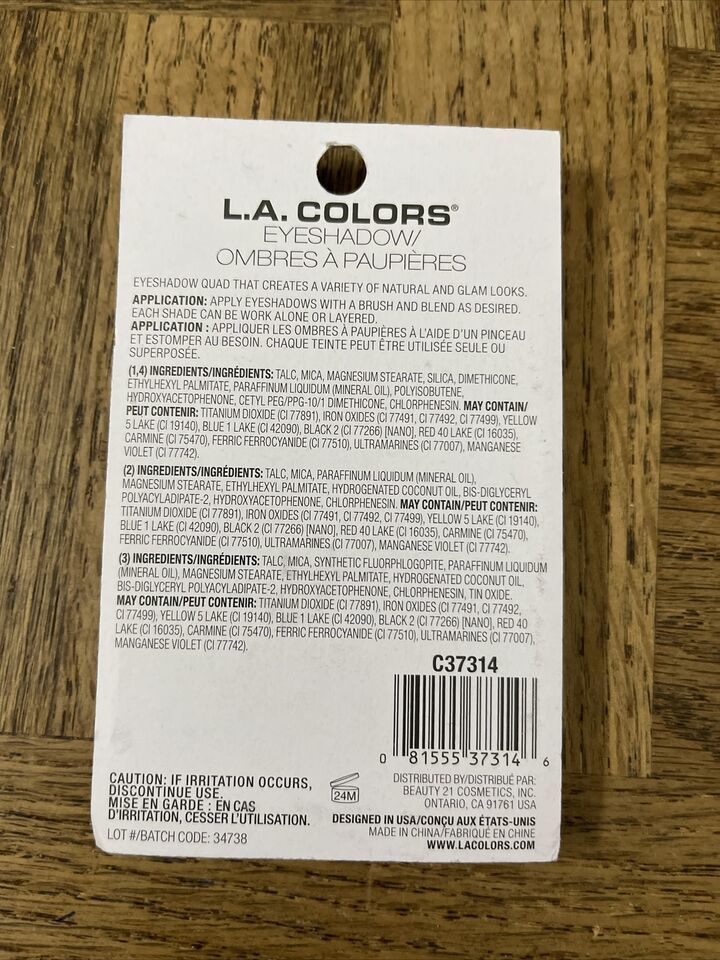 L.A. COLORS®
EYESHADOW/
OMBRES À PAUPIÈRES
EYESHADOW QUAD THAT CREATES A VARIETY OF NATURAL AND GLAM LOOKS.
APPLICATION: APPLY EYESHADOWS WITH A BRUSH AND BLEND AS DESIRED.
EACH SHADE CAN BE WORK ALONE OR LAYERED.
APPLICATION : APPLIQUER LES OMBRES À PAUPIÈRES À L'AIDE D'UN PINCEAU
ET ESTOMPER AU BESOIN. CHAQUE TEINTE PEUT ÊTRE UTILISÉE SEULE OU
SUPERPOSÉE.
(1,4) INGREDIENTS/INGRÉDIENTS: TALC, MICA, MAGNESIUM STEARATE, SILICA, DIMETHICONE,
ETHYLHEXYL PALMITATE, PARAFFINUM LIQUIDUM (MINERAL OIL), POLYISOBUTENE,
HYDROXYACETOPHENONE, CETYL PEG/PPG-10/1 DIMETHICONE, CHLORPHENESIN. MAY CONTAIN/
PEUT CONTENIR: TITANIUM DIOXIDE (CI 77891), IRON OXIDES (CI 77491, CI 77492, CI 77499), YELLOW
5 LAKE (CI 19140), BLUE 1 LAKE (CI 42090), BLACK 2 (CI 77266) [NANO], RED 40 LAKE (CI 16035),
CARMINE (CI 75470), FERRIC FERROCYANIDE (CI 77510), ULTRAMARINES (CI 77007), MANGANESE
VIOLET (CI 77742).
(2) INGREDIENTS/INGRÉDIENTS: TALC, MICA, PARAFFINUM LIQUIDUM (MINERAL OIL),
MAGNESIUM STEARATE, ETHYLHEXYL PALMITATE, HYDROGENATED COCONUT OIL, BIS-DIGLYCERYL
POLYACYLADIPATE-2, HYDROXYACETOPHENONE, CHLORPHENESIN. MAY CONTAIN/PEUT CONTENIR:
TITANIUM DIOXIDE (CI 77891), IRON OXIDES (CI 77491, CI 77492, CI 77499), YELLOW 5 LAKE (CI 19140),
BLUE 1 LAKE (CI 42090), BLACK 2 (CI 77266) [NANO], RED 40 LAKE (CI 16035), CARMINE (CI 75470),
FERRIC FERROCYANIDE (CI 77510), ULTRAMARINES (CI 77007), MANGANESE VIOLET (CI 77742).
(3) INGREDIENTS/INGRÉDIENTS: TALC, MICA, SYNTHETIC FLUORPHLOGOPITE, PARAFFINUM LIQUIDUM
(MINERAL OIL), MAGNESIUM STEARATE, ETHYLHEXYL PALMITATE, HYDROGENATED COCONUT OIL,
BIS-DIGLYCERYL POLYACYLADIPATE-2, HYDROXYACETOPHENONE, CHLORPHENESIN, TIN OXIDE.
MAY CONTAIN/PEUT CONTENIR: TITANIUM DIOXIDE (CI 77891), IRON OXIDES (CI 77491, CI 77492,
CI 77499), YELLOW 5 LAKE (CI 19140), BLUE 1 LAKE (CI 42090), BLACK 2 (CI 77266) [NANO], RED 40
LAKE (CI 16035), CARMINE (CI 75470), FERRIC FERROCYANIDE (CI 77510), ULTRAMARINES (CI 77007),
MANGANESE VIOLET (CI 77742).
C37314
0 81555 37314 6
CAUTION: IF IRRITATION OCCURS,
DISCONTINUE USE.
MISE EN GARDE : EN CAS
D'IRRITATION, CESSER L'UTILISATION.
LOT #/BATCH CODE: 34738
24M
DISTRIBUTED BY/DISTRIBUÉ PAR:
BEAUTY 21 COSMETICS, INC.
ONTARIO, CA 91761 USA
DESIGNED IN USA/CONÇU AUX ÉTATS-UNIS
MADE IN CHINA/FABRIQUÉ EN CHINE
WWW.LACOLORS.COM